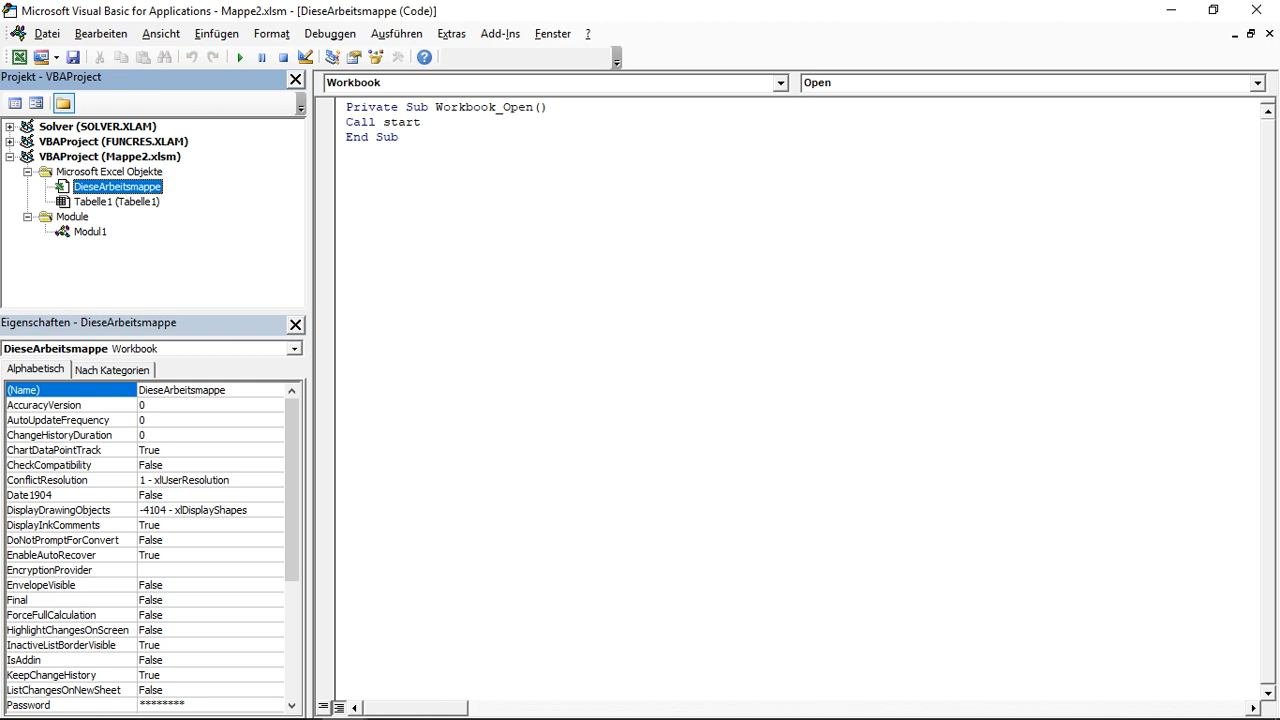 Microsoft Visual Basic for Applications - Mappe2.xlsm - [DieseArbeitsmappe (Code)]
Datei Bearbeiten Ansicht Einfügen Format Debuggen Ausführen Extras Add-Ins Fenster ?
Projekt - VBAProject
Solver (SOLVER.XLAM)
VBAProject (FUNCRES.XLAM)
VBAProject (Mappe2.xlsm)
Microsoft Excel Objekte
DieseArbeitsmappe
Tabelle1 (Tabelle1)
Module
Modul1
Eigenschaften - DieseArbeitsmappe
DieseArbeitsmappe Workbook
Alphabetisch Nach Kategorien
(Name) DieseArbeitsmappe
AccuracyVersion 0
AutoUpdateFrequency 0
ChangeHistoryDuration 0
ChartDataPointTrack True
CheckCompatibility False
ConflictResolution 1 - xlUserResolution
Date1904 False
DisplayDrawingObjects -4104 - xlDisplayShapes
DisplayInkComments True
DoNotPromptForConvert False
EnableAutoRecover True
EncryptionProvider
EnvelopeVisible False
Final False
ForceFullCalculation False
HighlightChangesOnScreen False
InactiveListBorderVisible True
IsAddin False
KeepChangeHistory True
ListChangesOnNewSheet False
Password ********
Workbook Open
Private Sub Workbook_Open()
Call start
End Sub